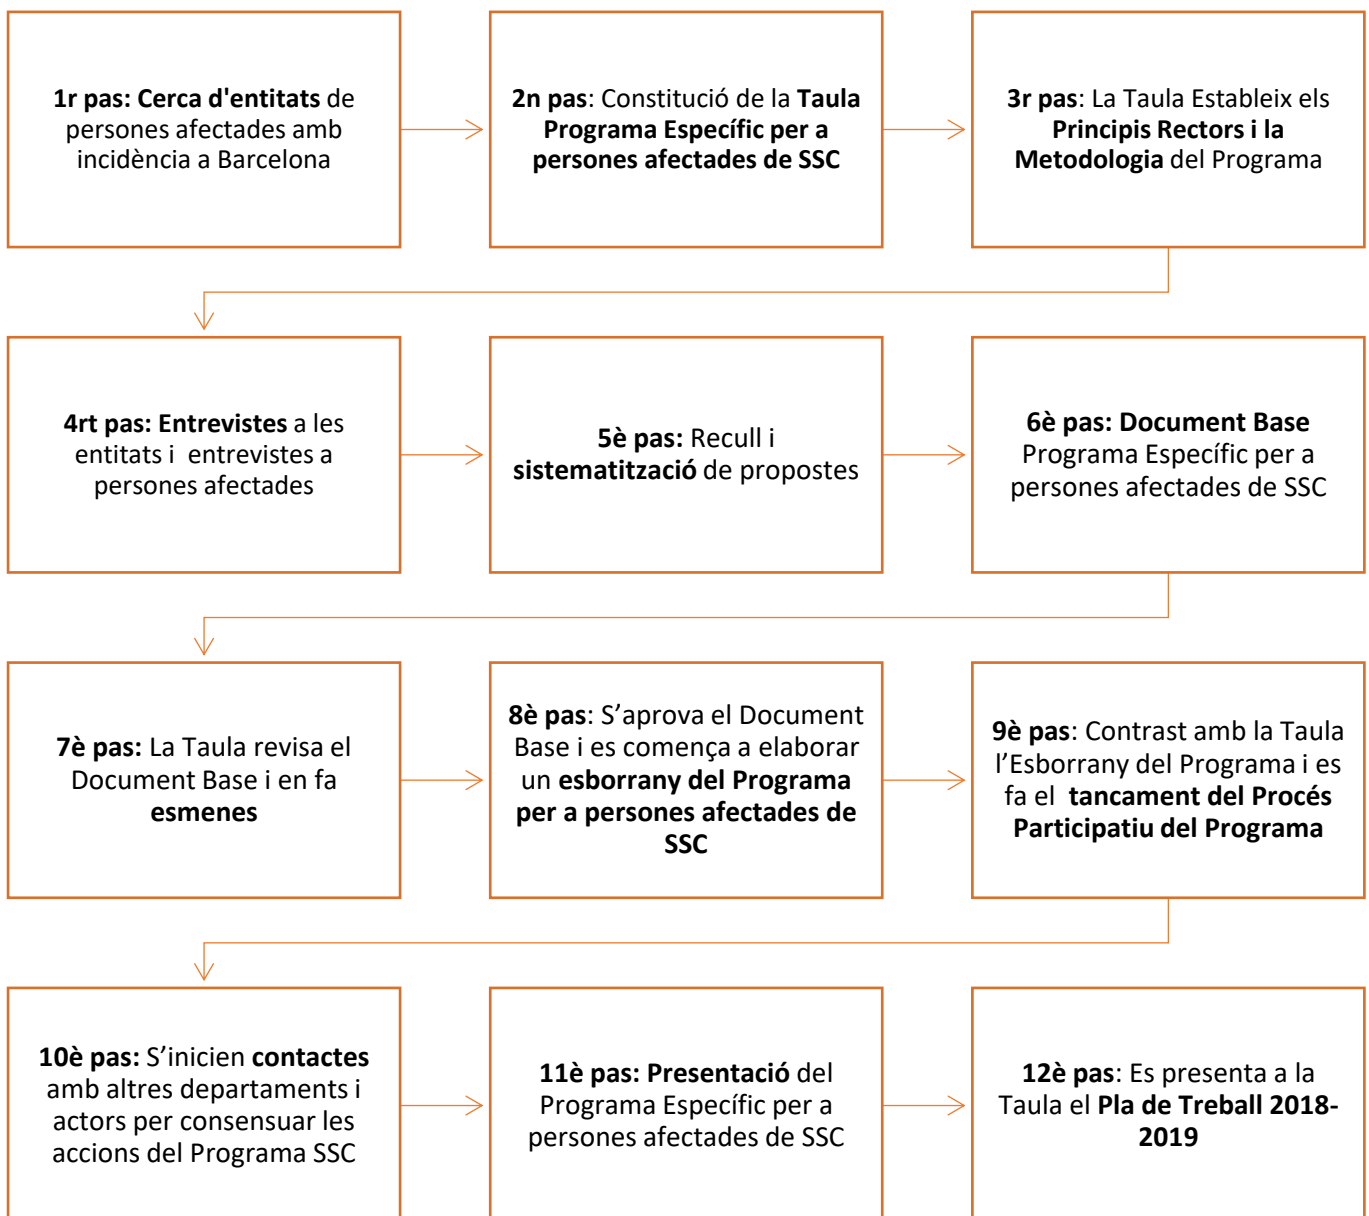 1r pas: Cerca d'entitats de
persones afectades amb
incidència a Barcelona
2n pas: Constitució de la Taula
Programa Específic per a
persones afectades de SSC
3r pas: La Taula Estableix els
Principis Rectors i la
Metodologia del Programa
4rt pas: Entrevistes a les
entitats i entrevistes a
persones afectades
5è pas: Recull i
sistematització de propostes
6è pas: Document Base
Programa Específic per a
persones afectades de SSC
7è pas: La Taula revisa el
Document Base i en fa
esmenes
8è pas: S’aprova el Document
Base i es comença a elaborar
un esborrany del Programa
per a persones afectades de
SSC
9è pas: Contrast amb la Taula
l’Esborrany del Programa i es
fa el tancament del Procés
Participatiu del Programa
10è pas: S’inicien contactes
amb altres departaments i
actors per consensuar les
accions del Programa SSC
11è pas: Presentació del
Programa Específic per a
persones afectades de SSC
12è pas: Es presenta a la
Taula el Pla de Treball 2018-
2019